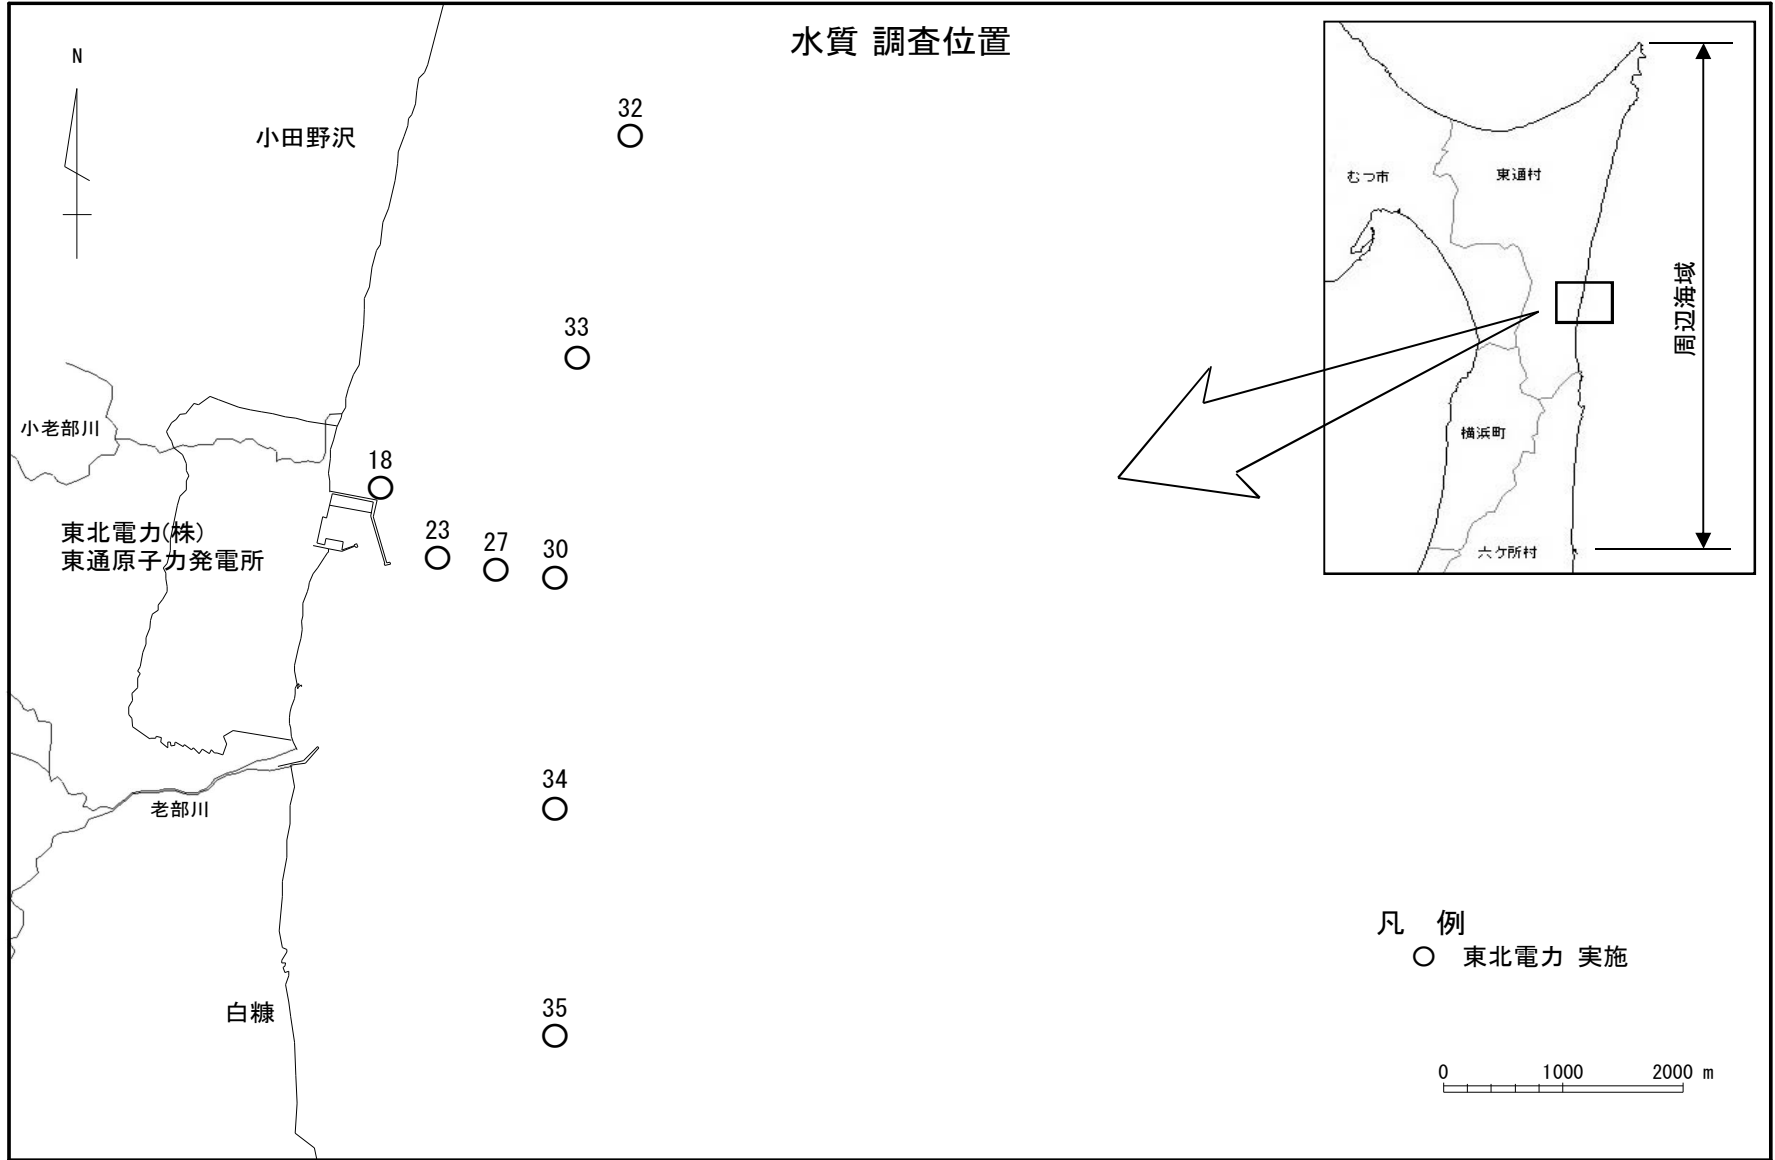 水質 調査位置
N
小田野沢
32
33
小老部川
18
東北電力(株)
東通原子力発電所
23
27
30
34
老部川
35
白糠
むつ市
東通村
横浜町
六ケ所村
周辺海域
凡 例
○ 東北電力 実施
0 1000 2000 m